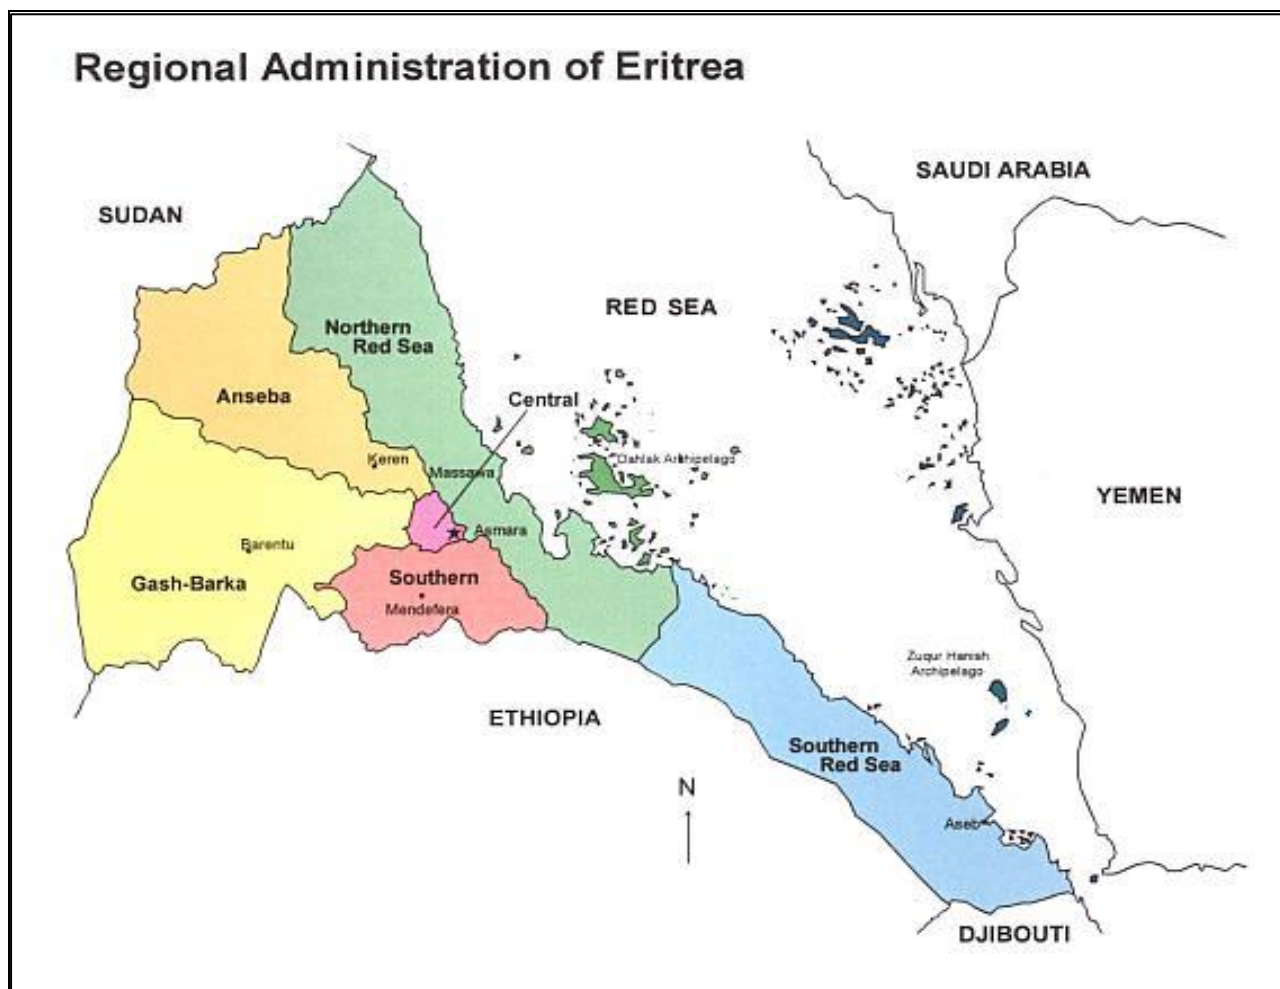 Regional Administration of Eritrea
SAUDI ARABIA
SUDAN
RED SEA
Northern
Red Sea
Anseba
Central
Keren
Massawa
Dahlak Archipelago
YEMEN
Asmara
Barentu
Gash-Barka
Southern
Mendefera
Zuqur Hanish
Archipelago
ETHIOPIA
Southern
Red Sea
N
Aseb
DJIBOUTI